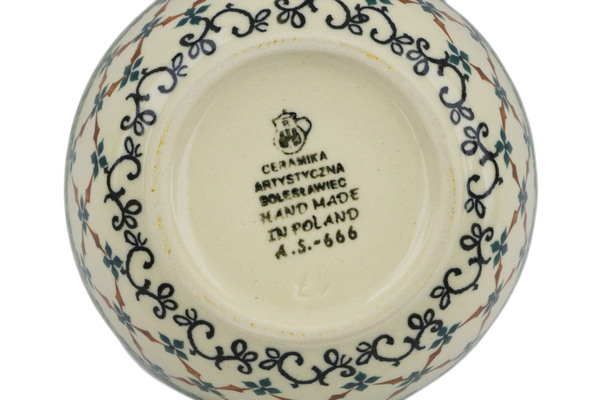 CERAMIKA
ARTYSTYCZNA
BOLESŁAWIEC
HAND MADE
IN POLAND
A.S.-666